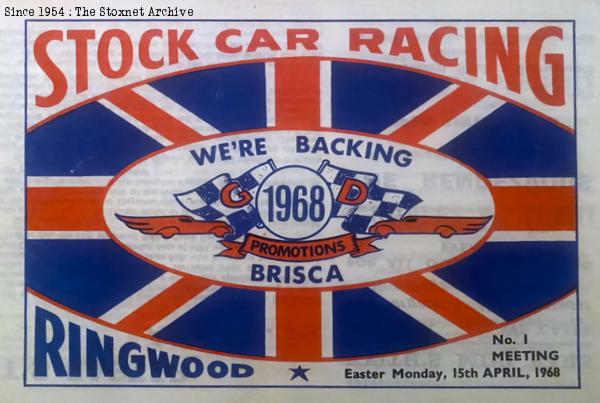 Since 1954 : The Stoxnet Archive
STOCK CAR RACING
WE'RE BACKING
G 1968 D
PROMOTIONS
BRISCA
RINGWOOD
No. 1
MEETING
Easter Monday, 15th APRIL, 1968